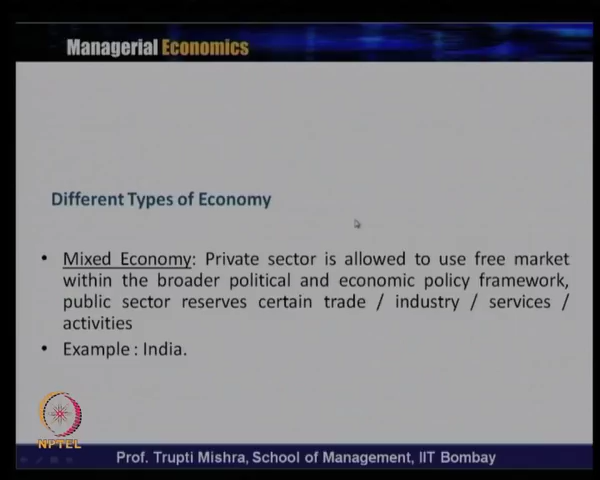 Managerial Economics
Different Types of Economy
• Mixed Economy: Private sector is allowed to use free market
within the broader political and economic policy framework,
public sector reserves certain trade / industry / services /
activities
• Example : India.
NPTEL
Prof. Trupti Mishra, School of Management, IIT Bombay